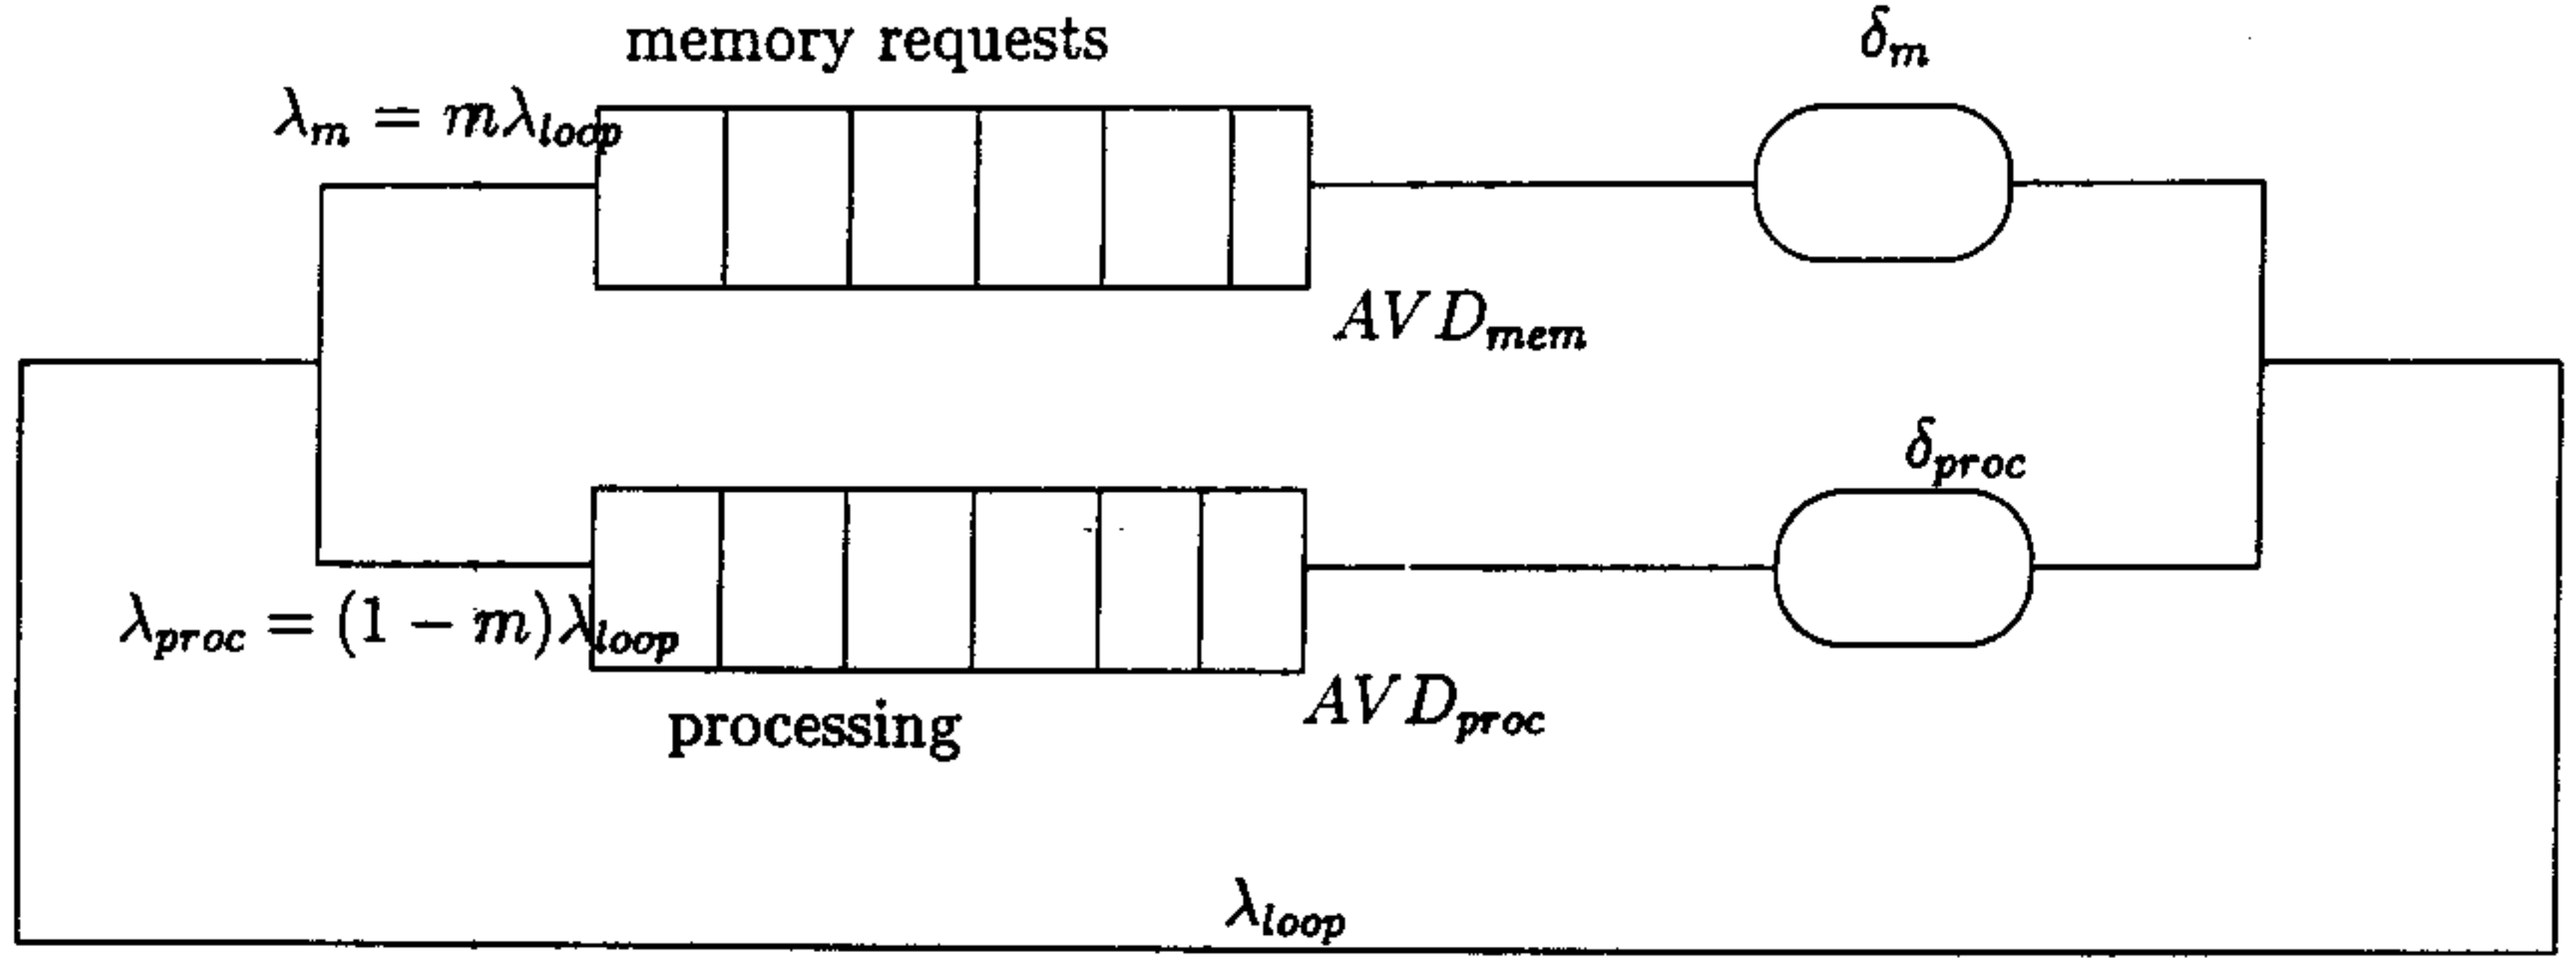 memory requests
δ_m
λ_m = mλ_loop
AVD_mem
δ_proc
λ_proc = (1 − m)λ_loop
AVD_proc
processing
λ_loop